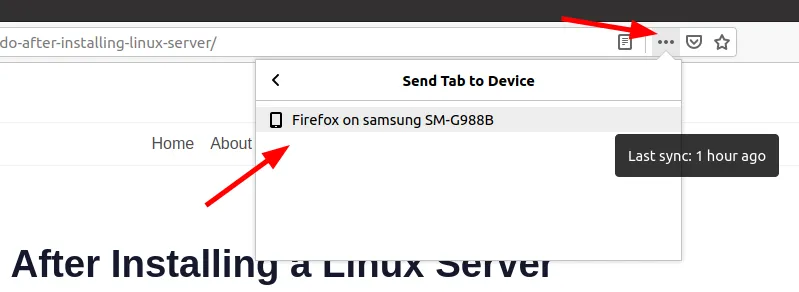 do-after-installing-linux-server/
Send Tab to Device
Firefox on samsung SM-G988B
Home About
Last sync: 1 hour ago
After Installing a Linux Server